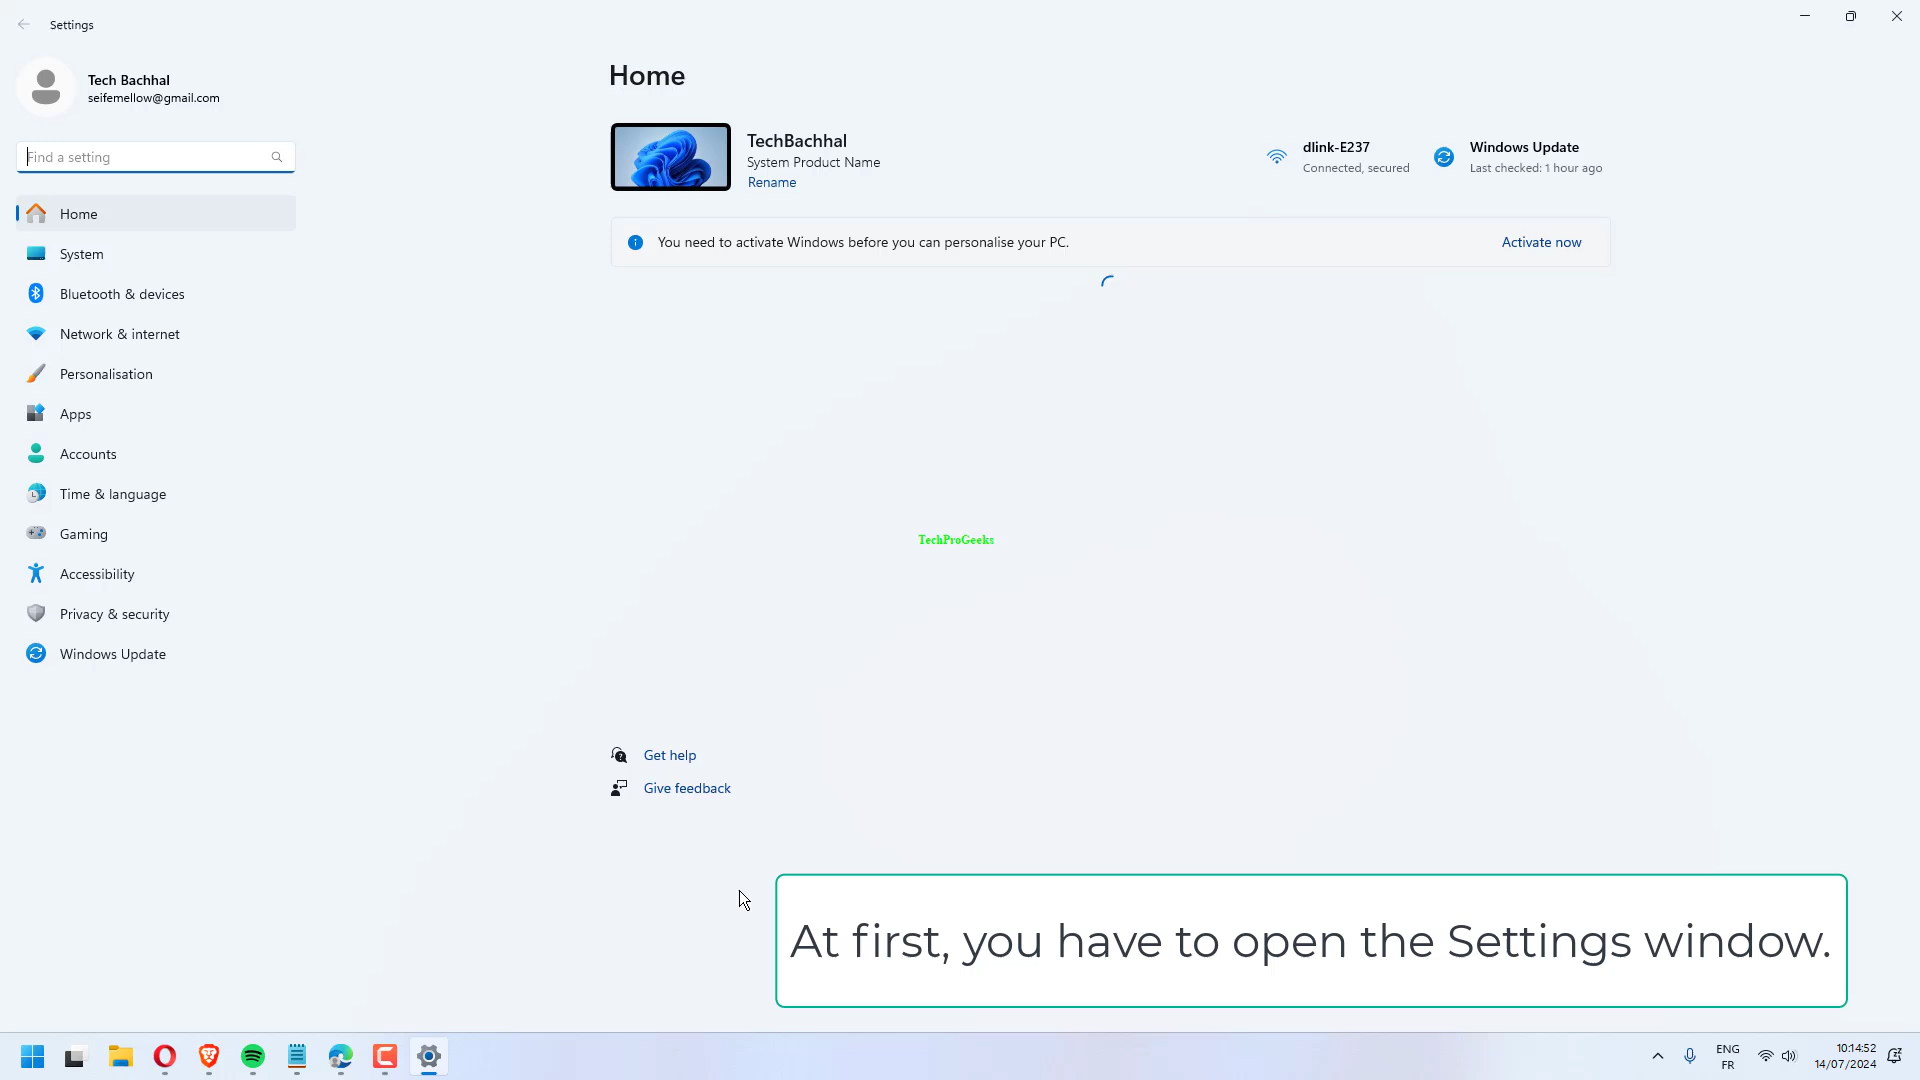 Settings
Tech Bachhal
seifemellow@gmail.com
Find a setting
Home
System
Bluetooth & devices
Network & internet
Personalisation
Apps
Accounts
Time & language
Gaming
Accessibility
Privacy & security
Windows Update
Home
TechBachhal
System Product Name
Rename
dlink-E237
Connected, secured
Windows Update
Last checked: 1 hour ago
You need to activate Windows before you can personalise your PC.
Activate now
TechProGeeks
Get help
Give feedback
At first, you have to open the Settings window.
ENG
FR
10:14:52
14/07/2024